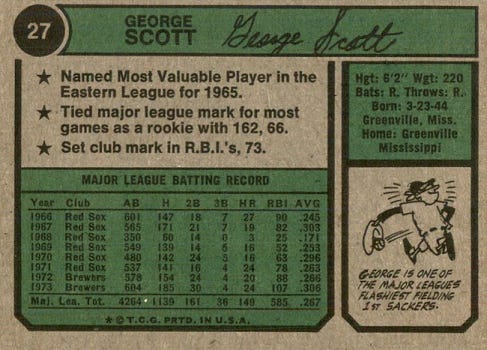 27
GEORGE
SCOTT
George Scott
★ Named Most Valuable Player in the
Eastern League for 1965.
★ Tied major league mark for most
games as a rookie with 162, 66.
★ Set club mark in R.B.I.'s, 73.
Hgt: 6'2" Wgt: 220
Bats: R. Throws: R.
Born: 3-23-44
Greenville, Miss.
Home: Greenville
Mississippi
MAJOR LEAGUE BATTING RECORD
Year Club AB H 2B 3B HR RBI AVG
1966 Red Sox 601 147 18 7 27 90 .245
1967 Red Sox 565 171 21 7 19 82 .303
1968 Red Sox 350 60 14 0 3 25 .171
1969 Red Sox 549 139 14 5 16 52 .253
1970 Red Sox 480 142 24 5 16 63 .296
1971 Red Sox 537 141 16 4 24 78 .263
1972 Brewers 578 154 24 4 20 88 .266
1973 Brewers 604 185 30 4 24 107 .306
Maj. Lea. Tot. 4264 1139 161 36 149 585 .267
★ © T.C.G. PRTD. IN U.S.A.
GEORGE IS ONE OF
THE MAJOR LEAGUE'S
FLASHIEST FIELDING
1ST SACKERS.